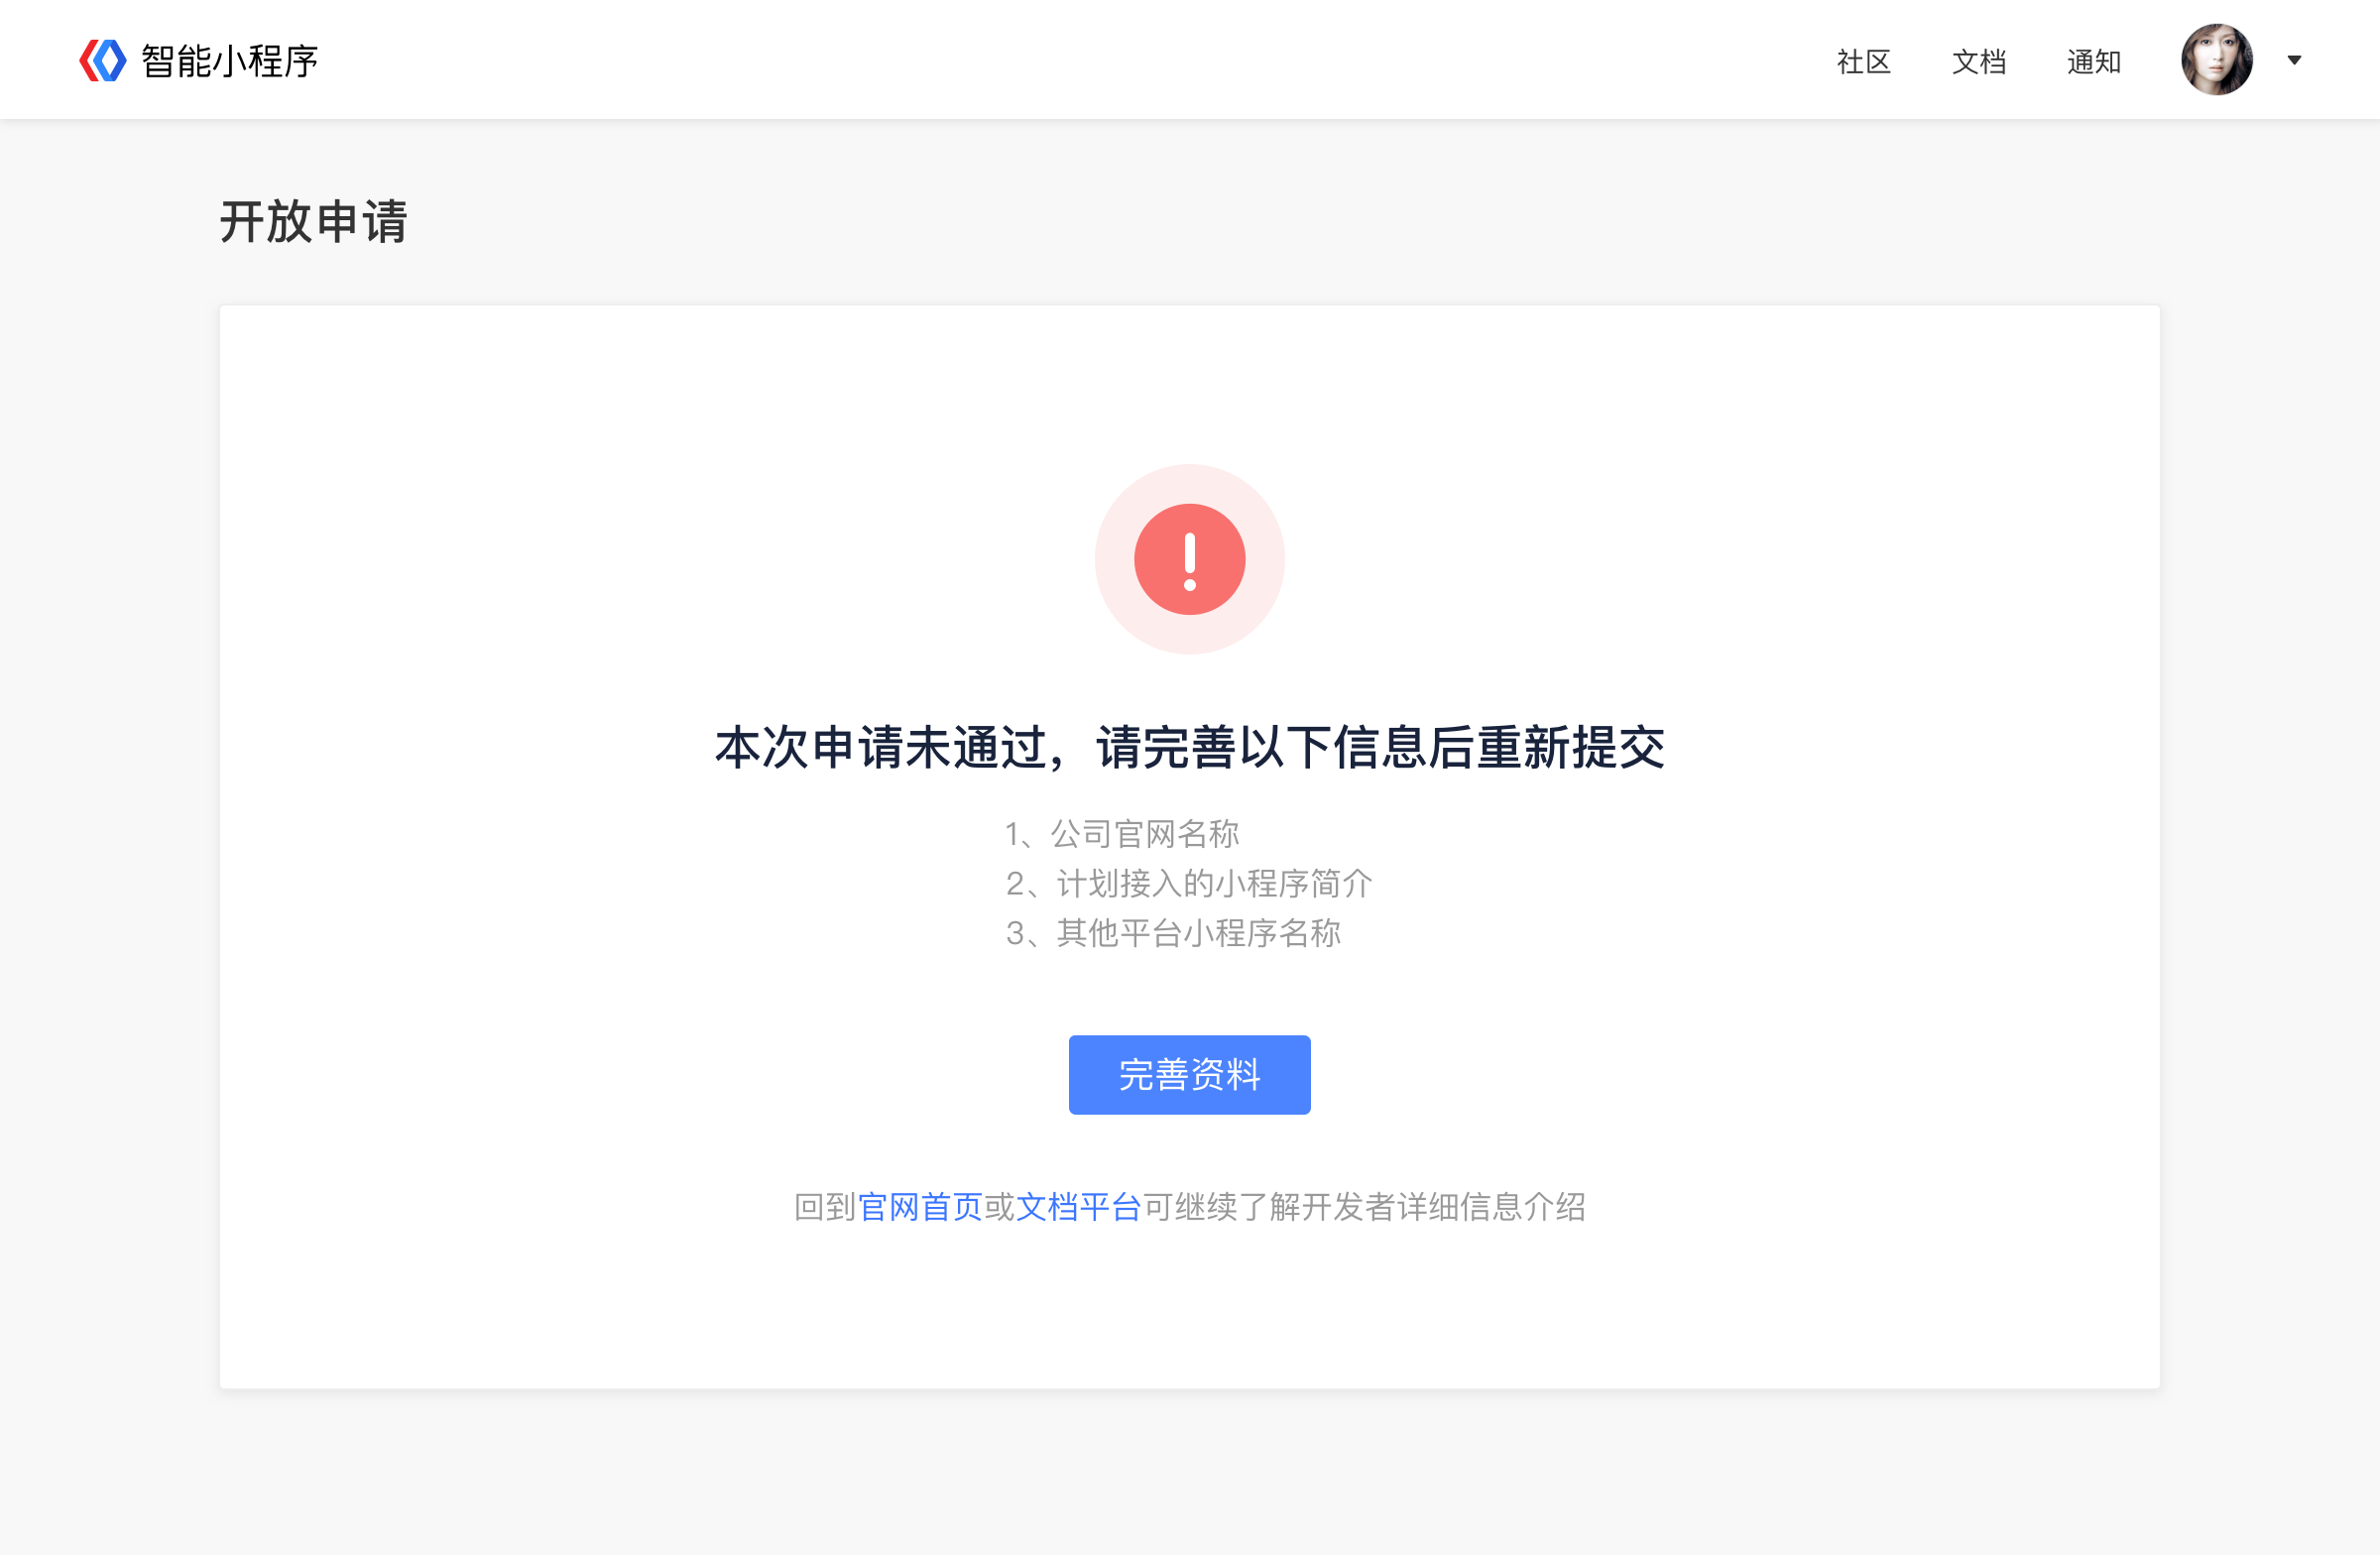 智能小程序
社区 文档 通知
开放申请
本次申请未通过，请完善以下信息后重新提交
1、公司官网名称
2、计划接入的小程序简介
3、其他平台小程序名称
完善资料
回到官网首页或文档平台可继续了解开发者详细信息介绍